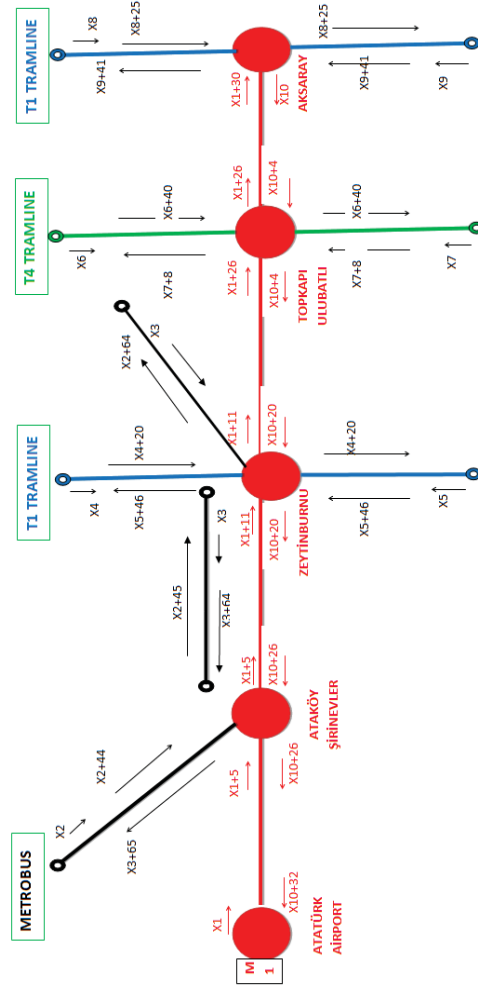 METROBUS
T1 TRAMLINE
T4 TRAMLINE
T1 TRAMLINE
X2
X2+44
X3+65
X2+45
X3
X3+64
X2+64
X3
X4
X4+20
X5+46
X6
X6+40
X7+8
X8
X8+25
X9+41
M
1
X1
X10+32
X1+5
X10+26
X1+5
X10+26
X1+11
X10+20
X1+11
X10+20
X1+26
X10+4
X1+26
X10+4
X1+30
X10
ATATÜRK
AIRPORT
ATAKÖY
ŞİRİNEVLER
ZEYTİNBURNU
TOPKAPI
ULUBATLI
AKSARAY
X4+20
X5+46
X5
X6+40
X7+8
X7
X8+25
X9+41
X9